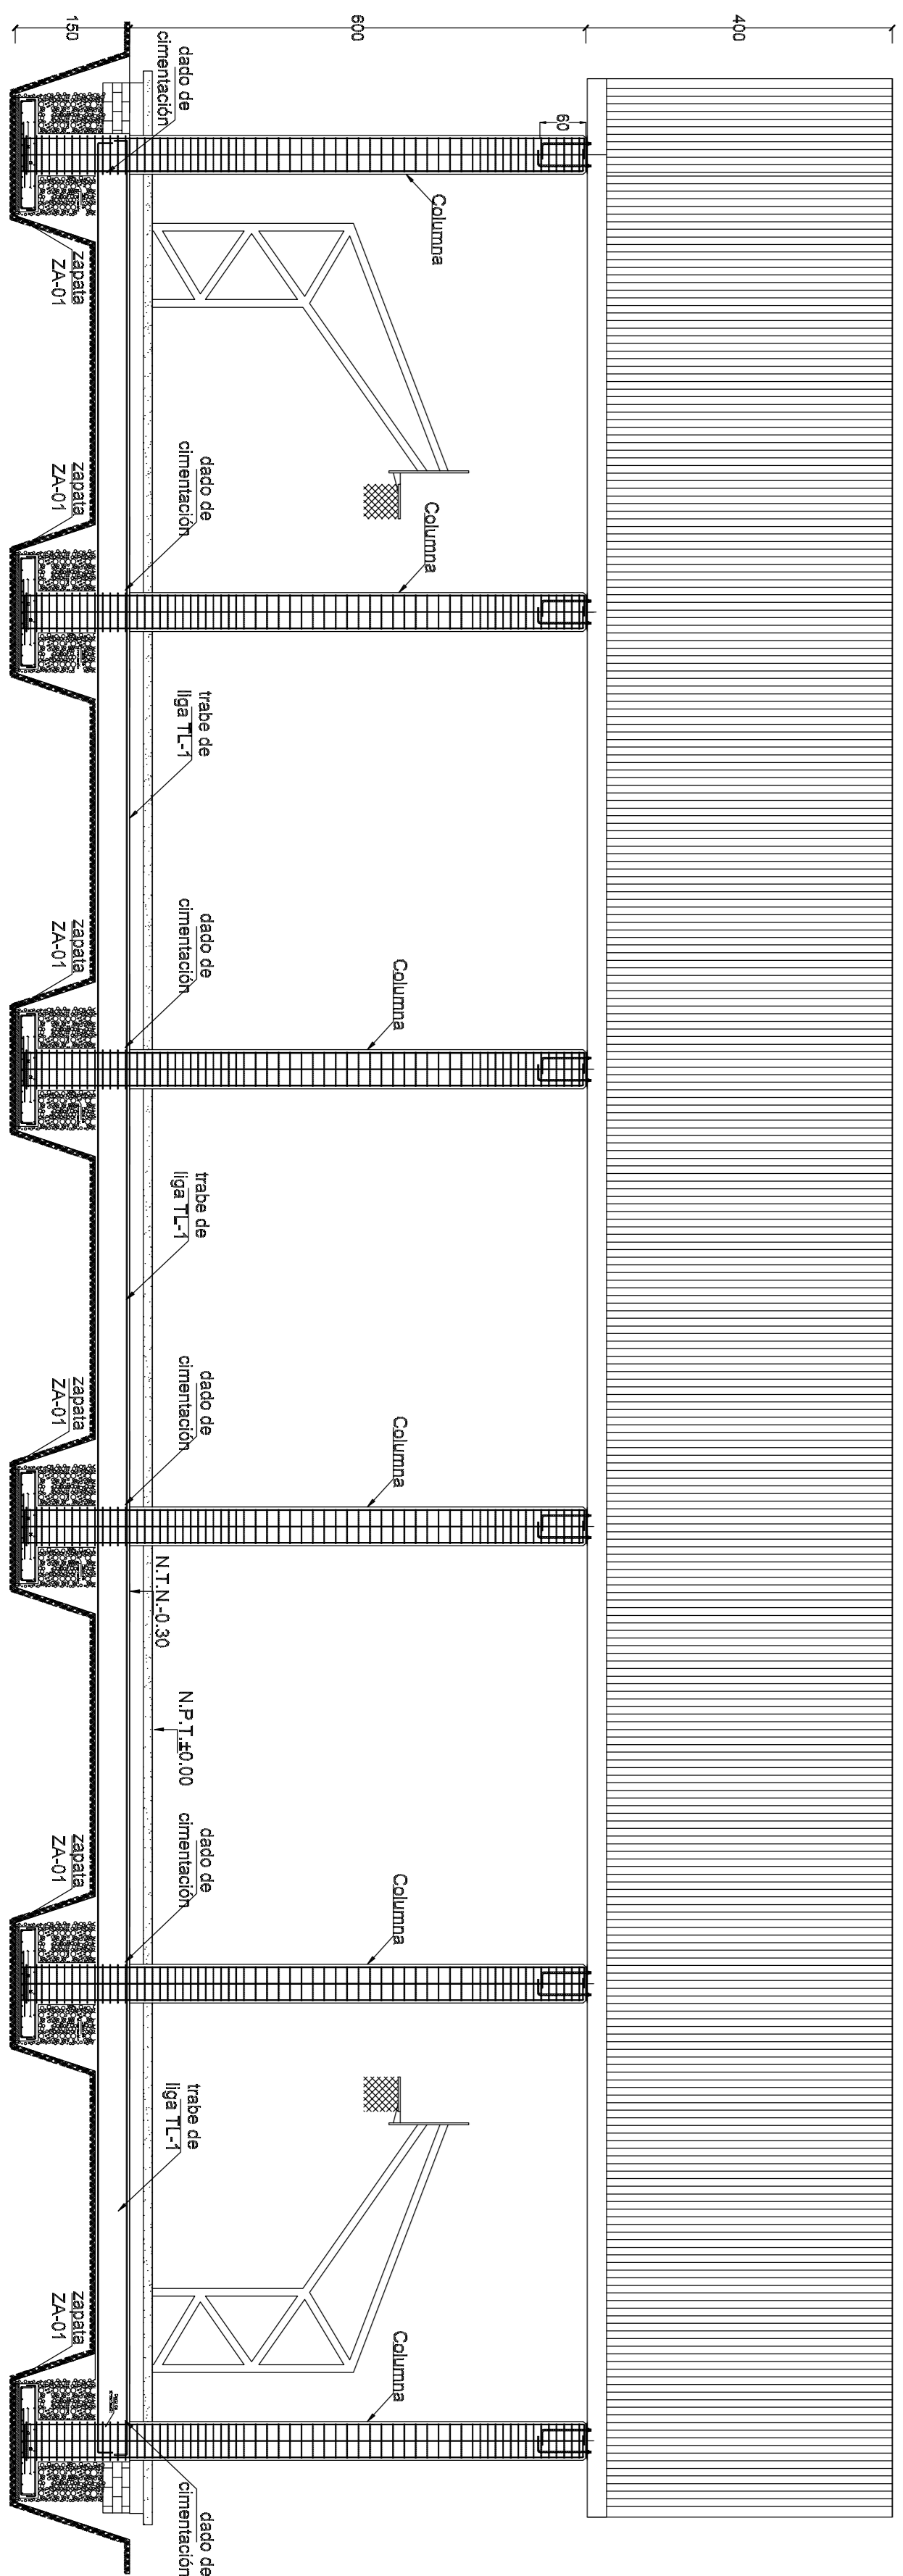 400
600
150
60
dado de
cimentación
Columna
zapata
ZA-01
dado de
cimentación
Columna
zapata
ZA-01
trabe de
liga TL-1
dado de
cimentación
Columna
zapata
ZA-01
trabe de
liga TL-1
dado de
cimentación
Columna
zapata
ZA-01
N.T.N.-0.30
N.P.T.±0.00
dado de
cimentación
Columna
zapata
ZA-01
trabe de
liga TL-1
Columna
zapata
ZA-01
dado de
cimentación